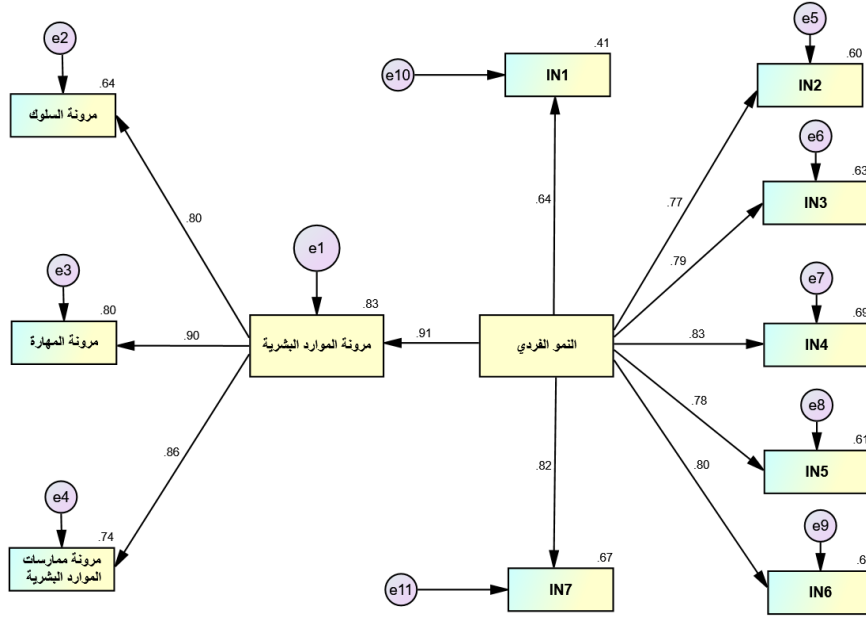 e2
.64
مرونة السلوك
e10
.41
IN1
e5
.60
IN2
e6
.63
IN3
.80
.64
.77
.79
e1
e3
.80
مرونة المهارة
.90
.83
مرونة الموارد البشرية
.91
النمو الفردي
.83
e7
.69
IN4
.86
.82
.78
.80
e8
.61
IN5
e4
.74
مرونة ممارسات
الموارد البشرية
e11
.67
IN7
e9
IN6